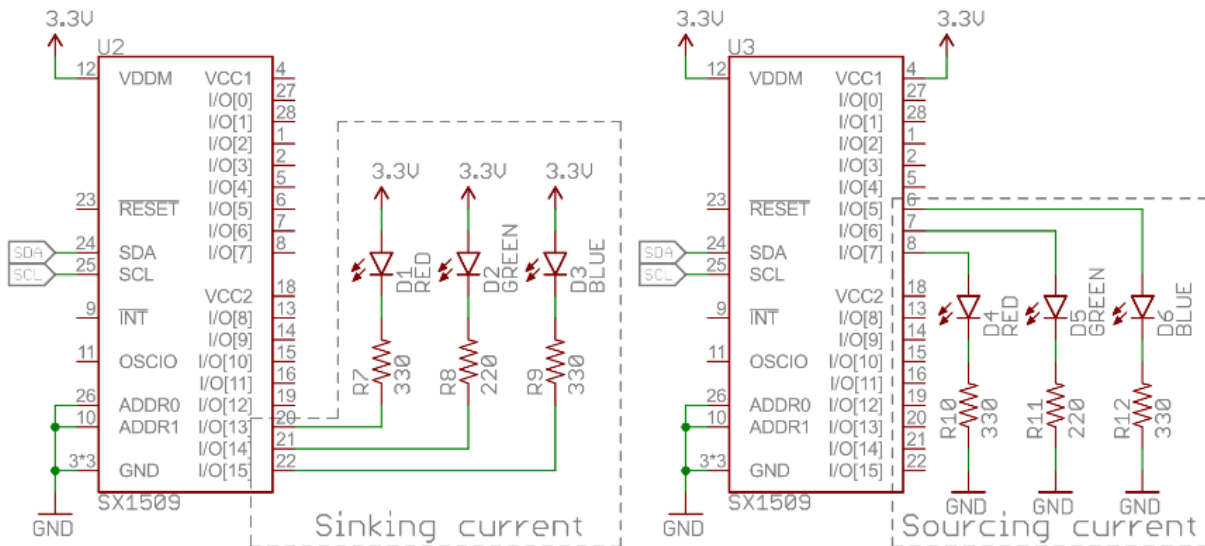 3.3V
U2
12 VDDM VCC1 4
I/O[0] 27
I/O[1] 28
I/O[2] 1
I/O[3] 2
I/O[4] 5
23 RESET I/O[5] 6
I/O[6] 7
SDA 24 SDA I/O[7] 8
SCL 25 SCL
VCC2 18
9 INT I/O[8] 13
I/O[9] 14
11 OSCIO I/O[10] 15
I/O[11] 16
26 ADDR0 I/O[12] 19
10 ADDR1 I/O[13] 20
I/O[14] 21
3*3 GND I/O[15] 22
SX1509
GND
3.3V 3.3V 3.3V
D1 RED
D2 GREEN
D3 BLUE
R7 330
R8 220
R9 330
Sinking current
3.3V
U3
3.3V
12 VDDM VCC1 4
I/O[0] 27
I/O[1] 28
I/O[2] 1
I/O[3] 2
I/O[4] 5
23 RESET I/O[5] 6
I/O[6] 7
SDA 24 SDA I/O[7] 8
SCL 25 SCL
VCC2 18
9 INT I/O[8] 13
I/O[9] 14
11 OSCIO I/O[10] 15
I/O[11] 16
26 ADDR0 I/O[12] 19
10 ADDR1 I/O[13] 20
I/O[14] 21
3*3 GND I/O[15] 22
SX1509
GND
D4 RED
D5 GREEN
D6 BLUE
R10 330
R11 220
R12 330
GND GND GND
Sourcing current